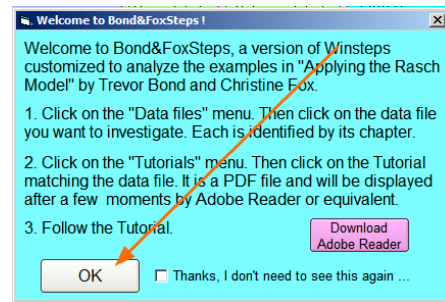 Welcome to Bond&FoxSteps !
Welcome to Bond&FoxSteps, a version of Winsteps
customized to analyze the examples in "Applying the Rasch
Model" by Trevor Bond and Christine Fox.
1. Click on the "Data files" menu. Then click on the data file
you want to investigate. Each is identified by its chapter.
2. Click on the "Tutorials" menu. Then click on the Tutorial
matching the data file. It is a PDF file and will be displayed
after a few moments by Adobe Reader or equivalent.
3. Follow the Tutorial.
Download
Adobe Reader
OK
Thanks, I don't need to see this again ...